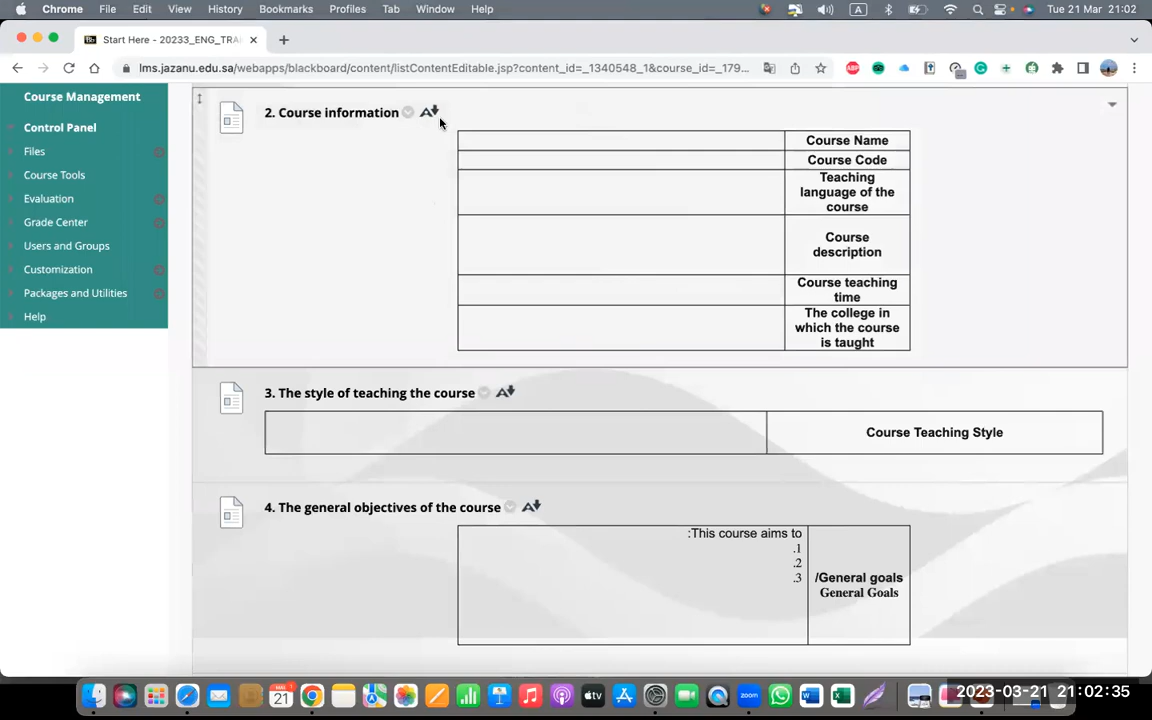 Chrome File Edit View History Bookmarks Profiles Tab Window Help
A
Tue 21 Mar 21:02
Start Here - 20233_ENG_TRA
lms.jazanu.edu.sa/webapps/blackboard/content/listContentEditable.jsp?content_id=_1340548_1&course_id=_179...
ABP
Course Management
Control Panel
Files
Course Tools
Evaluation
Grade Center
Users and Groups
Customization
Packages and Utilities
Help
2. Course information
Course Name
Course Code
Teaching
language of the
course
Course
description
Course teaching
time
The college in
which the course
is taught
3. The style of teaching the course
Course Teaching Style
4. The general objectives of the course
:This course aims to
.1
.2
.3
/General goals
General Goals
MAR
21
tv
zoom
W
X
2023-03-21 21:02:35